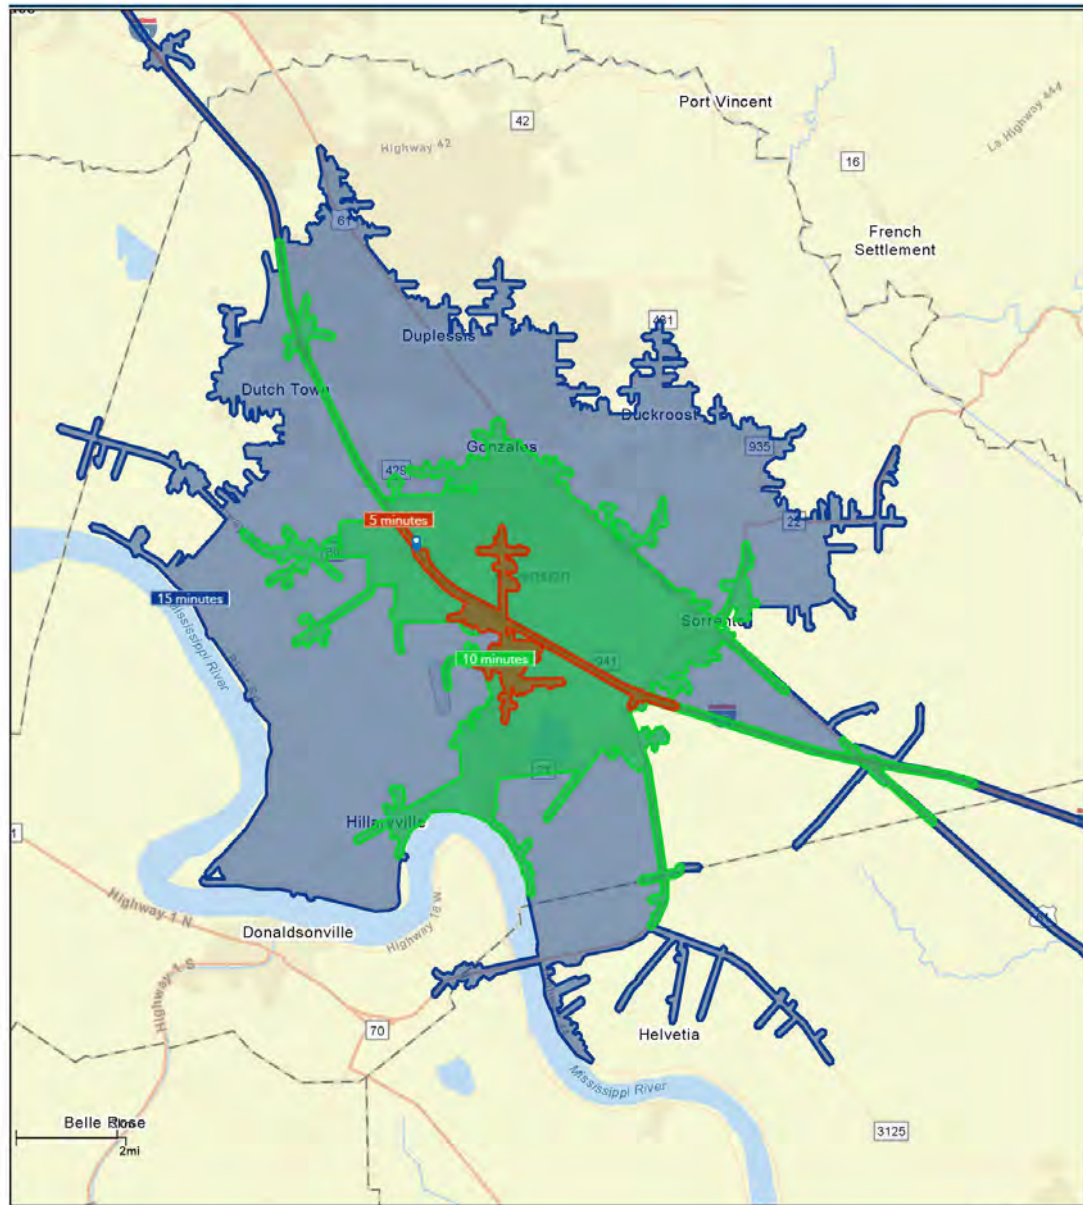 Port Vincent
42
Highway 42
La Highway 444
16
61
French
Settlement
431
Duplessis
Dutch Town
Duckroost
935
Gonzales
429
5 minutes
22
15 minutes
Mississippi River
Sorrento
10 minutes
941
Hillaryville
Highway 1 N
Highway 18 W
Donaldsonville
61
Highway 1 S
70
Helvetia
Mississippi River
Belle Rose
2mi
3125